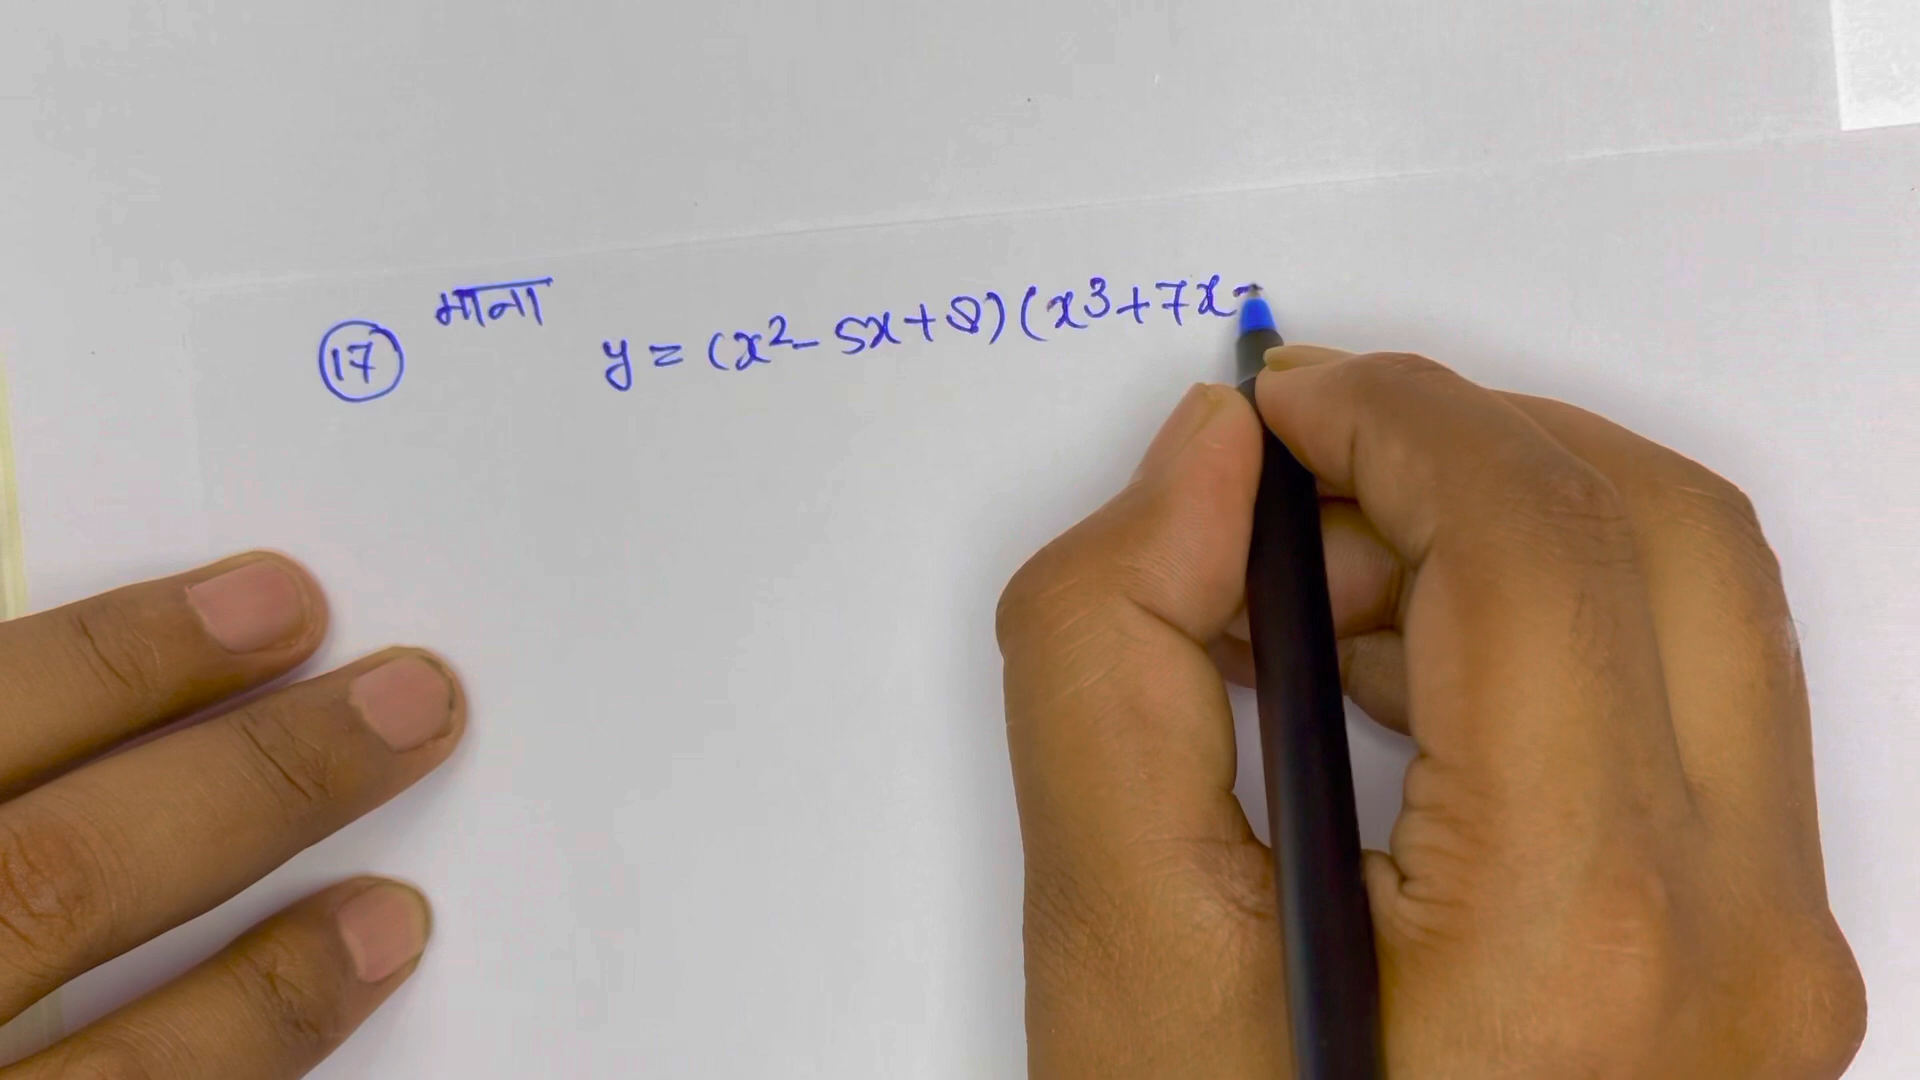 (17) माना y = (x² - 5x + 8) (x³ + 7x